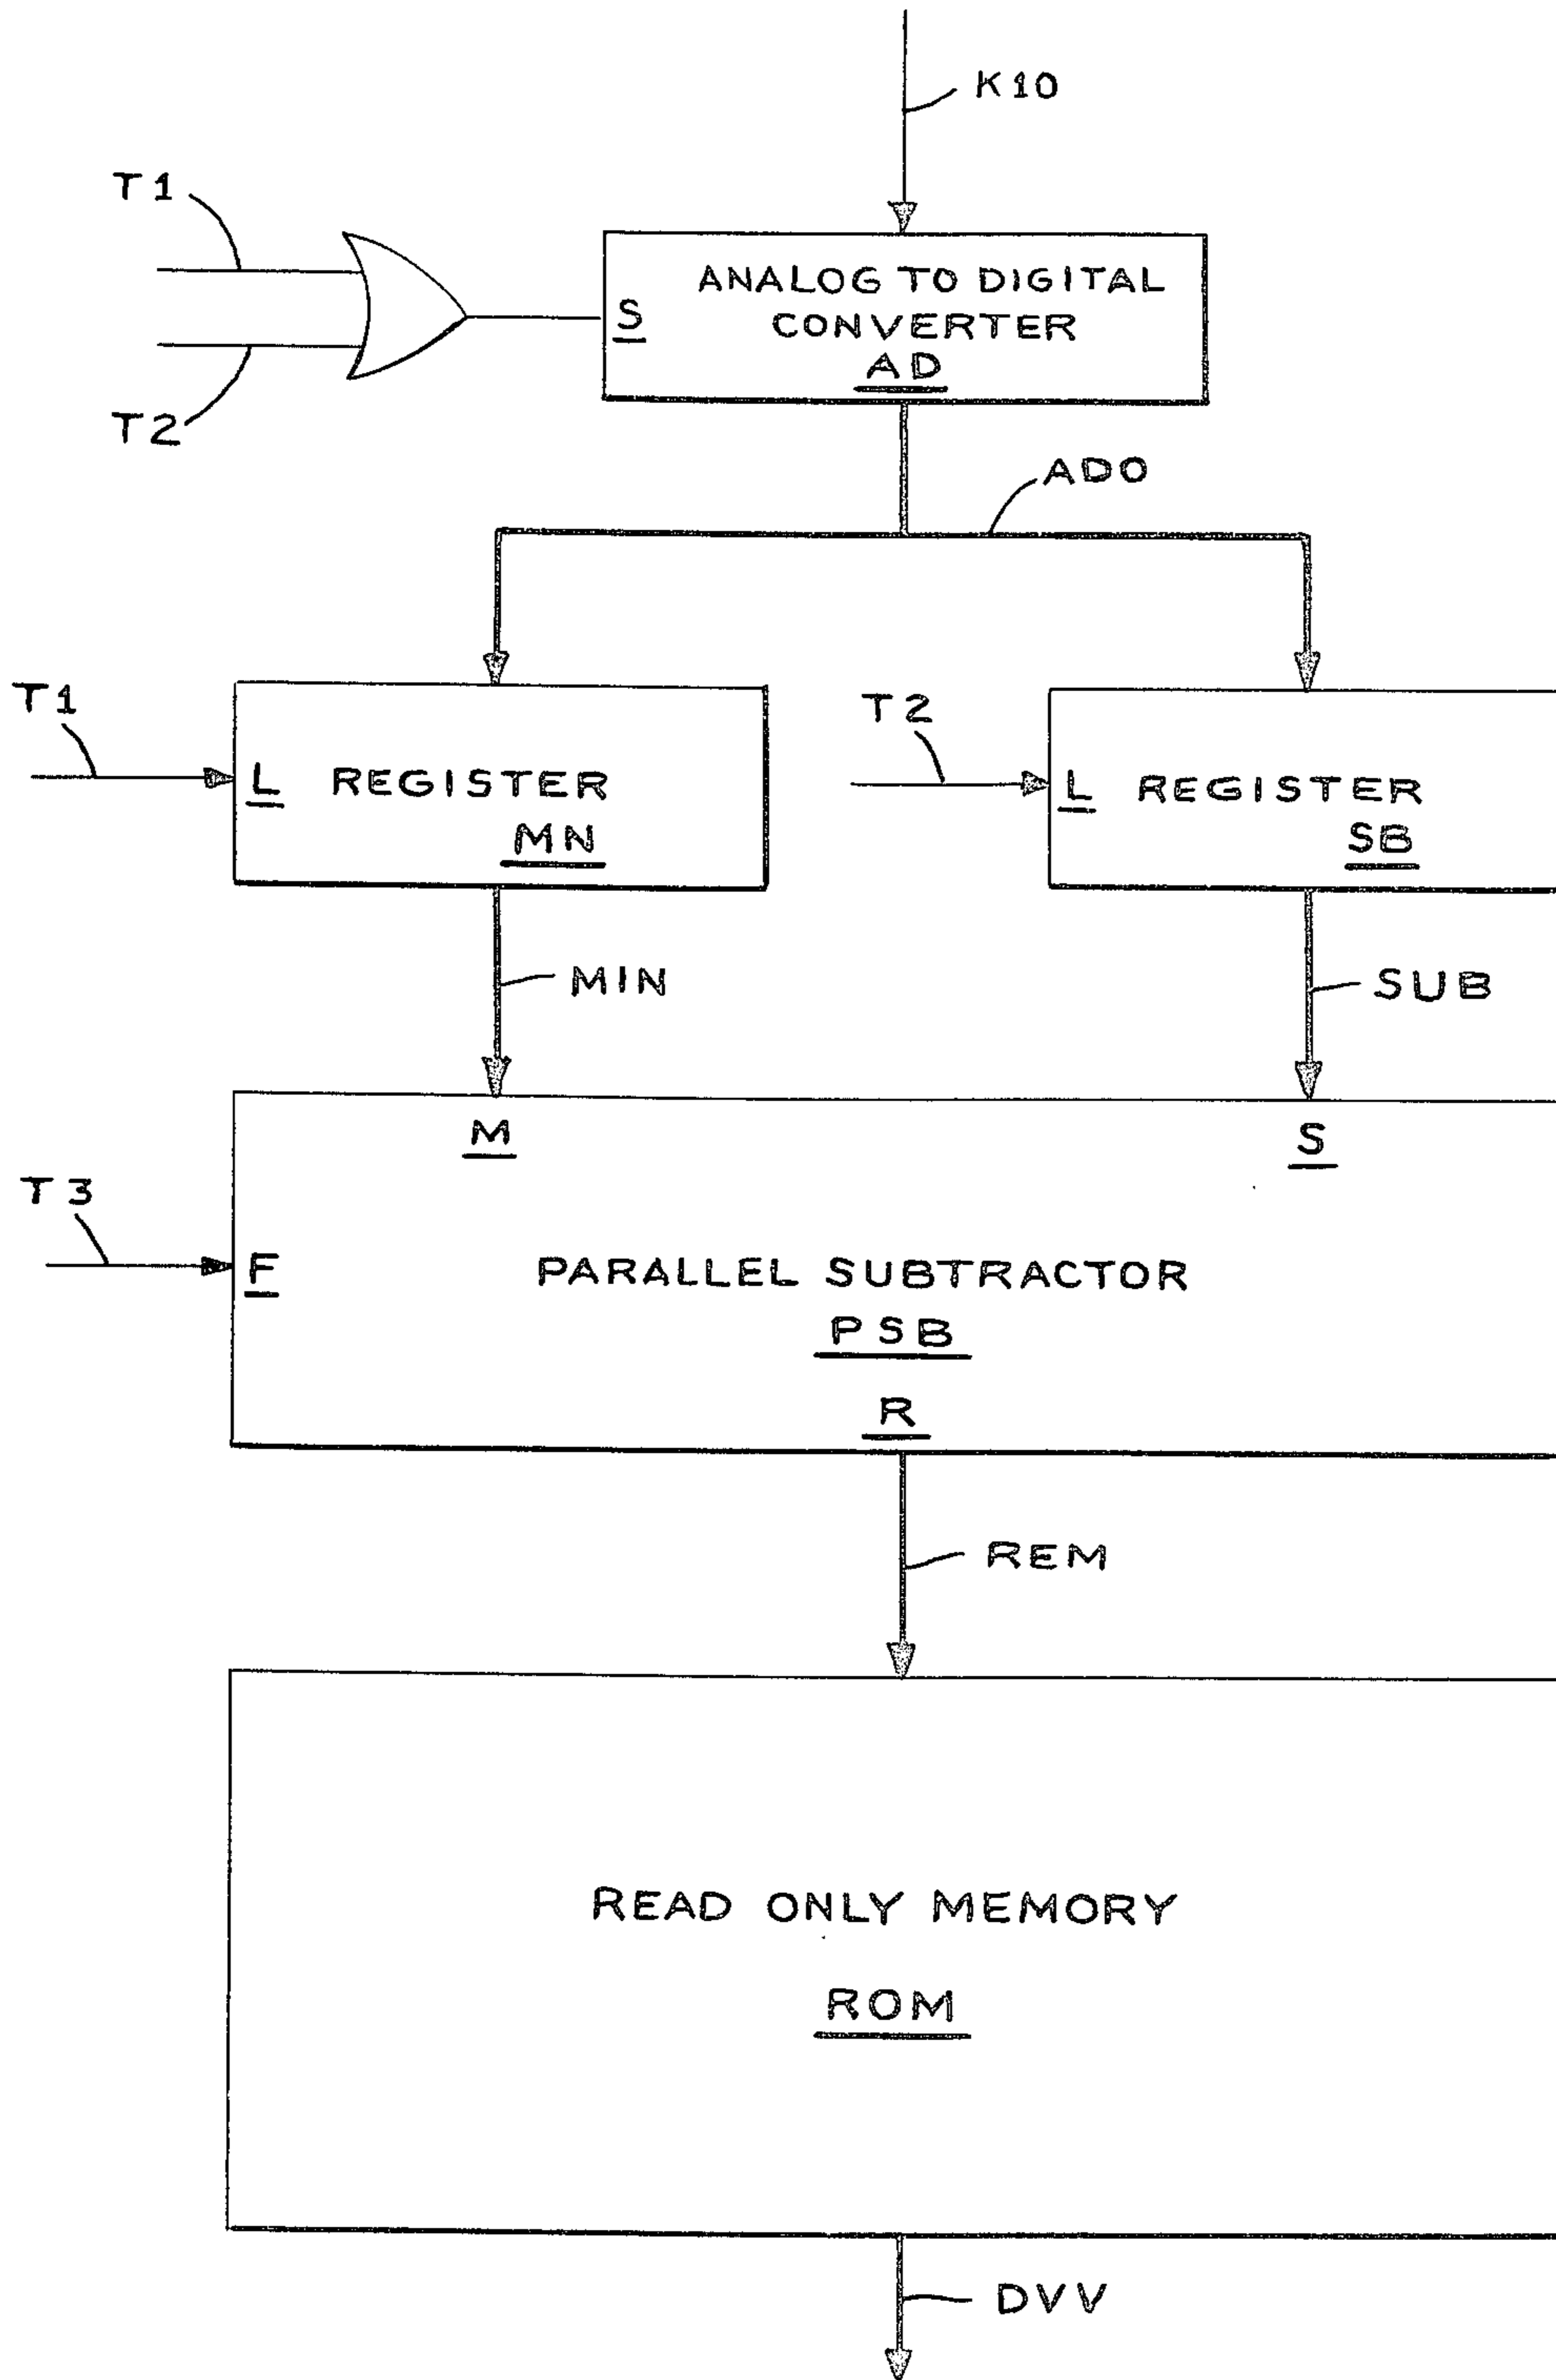 K10
T1
T2
S
ANALOG TO DIGITAL
CONVERTER
AD
ADO
T1
L REGISTER
MN
T2
L REGISTER
SB
MIN
SUB
M
S
T3
F
PARALLEL SUBTRACTOR
PSB
R
REM
READ ONLY MEMORY
ROM
DVV